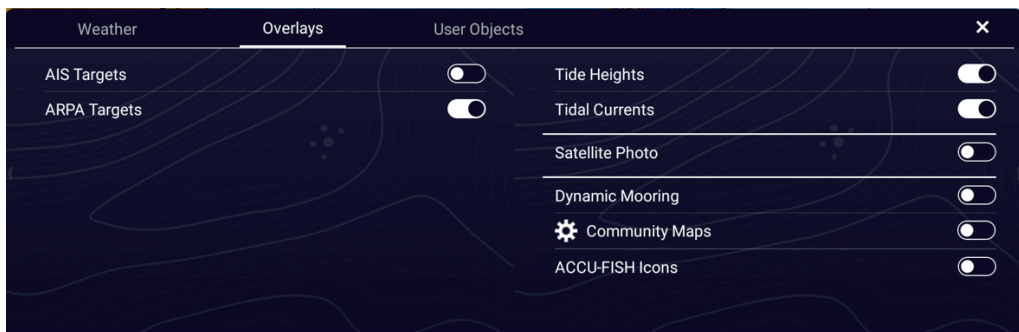 Weather
Overlays
User Objects
AIS Targets
ARPA Targets
Tide Heights
Tidal Currents
Satellite Photo
Dynamic Mooring
Community Maps
ACCU-FISH Icons